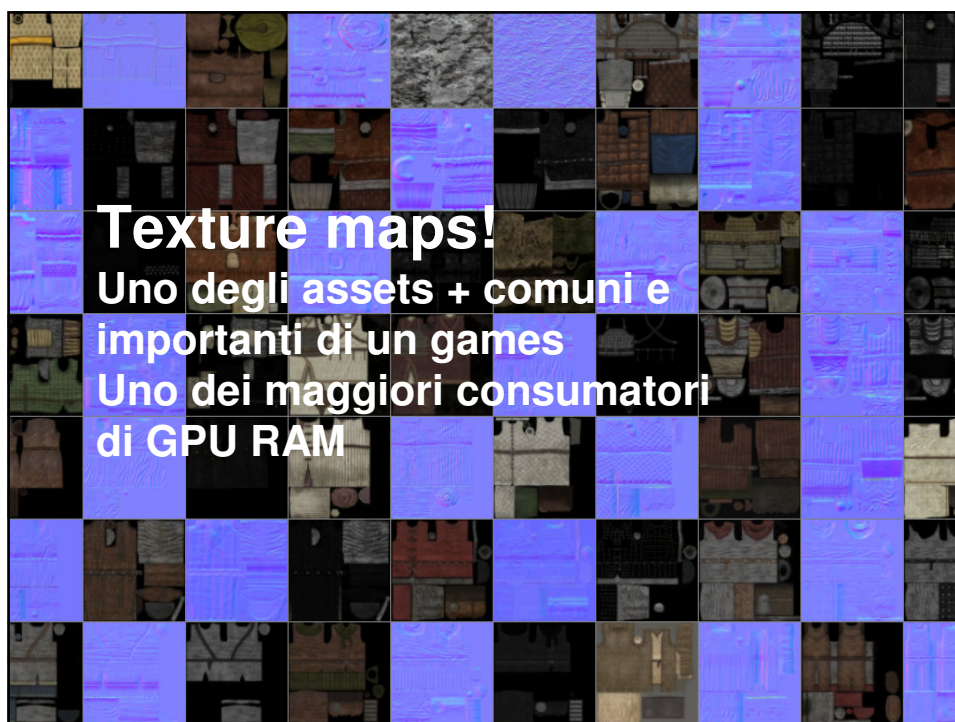 Texture maps!
Uno degli assets + comuni e
importanti di un games
Uno dei maggiori consumatori
di GPU RAM